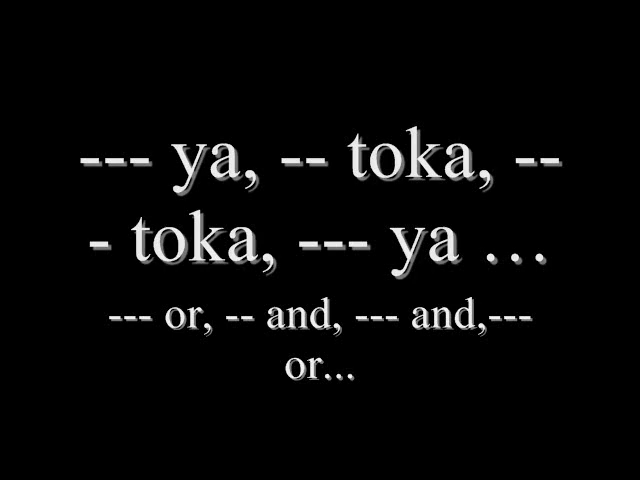 --- ya, -- toka, --
- toka, --- ya …
--- or, -- and, --- and,---
or...